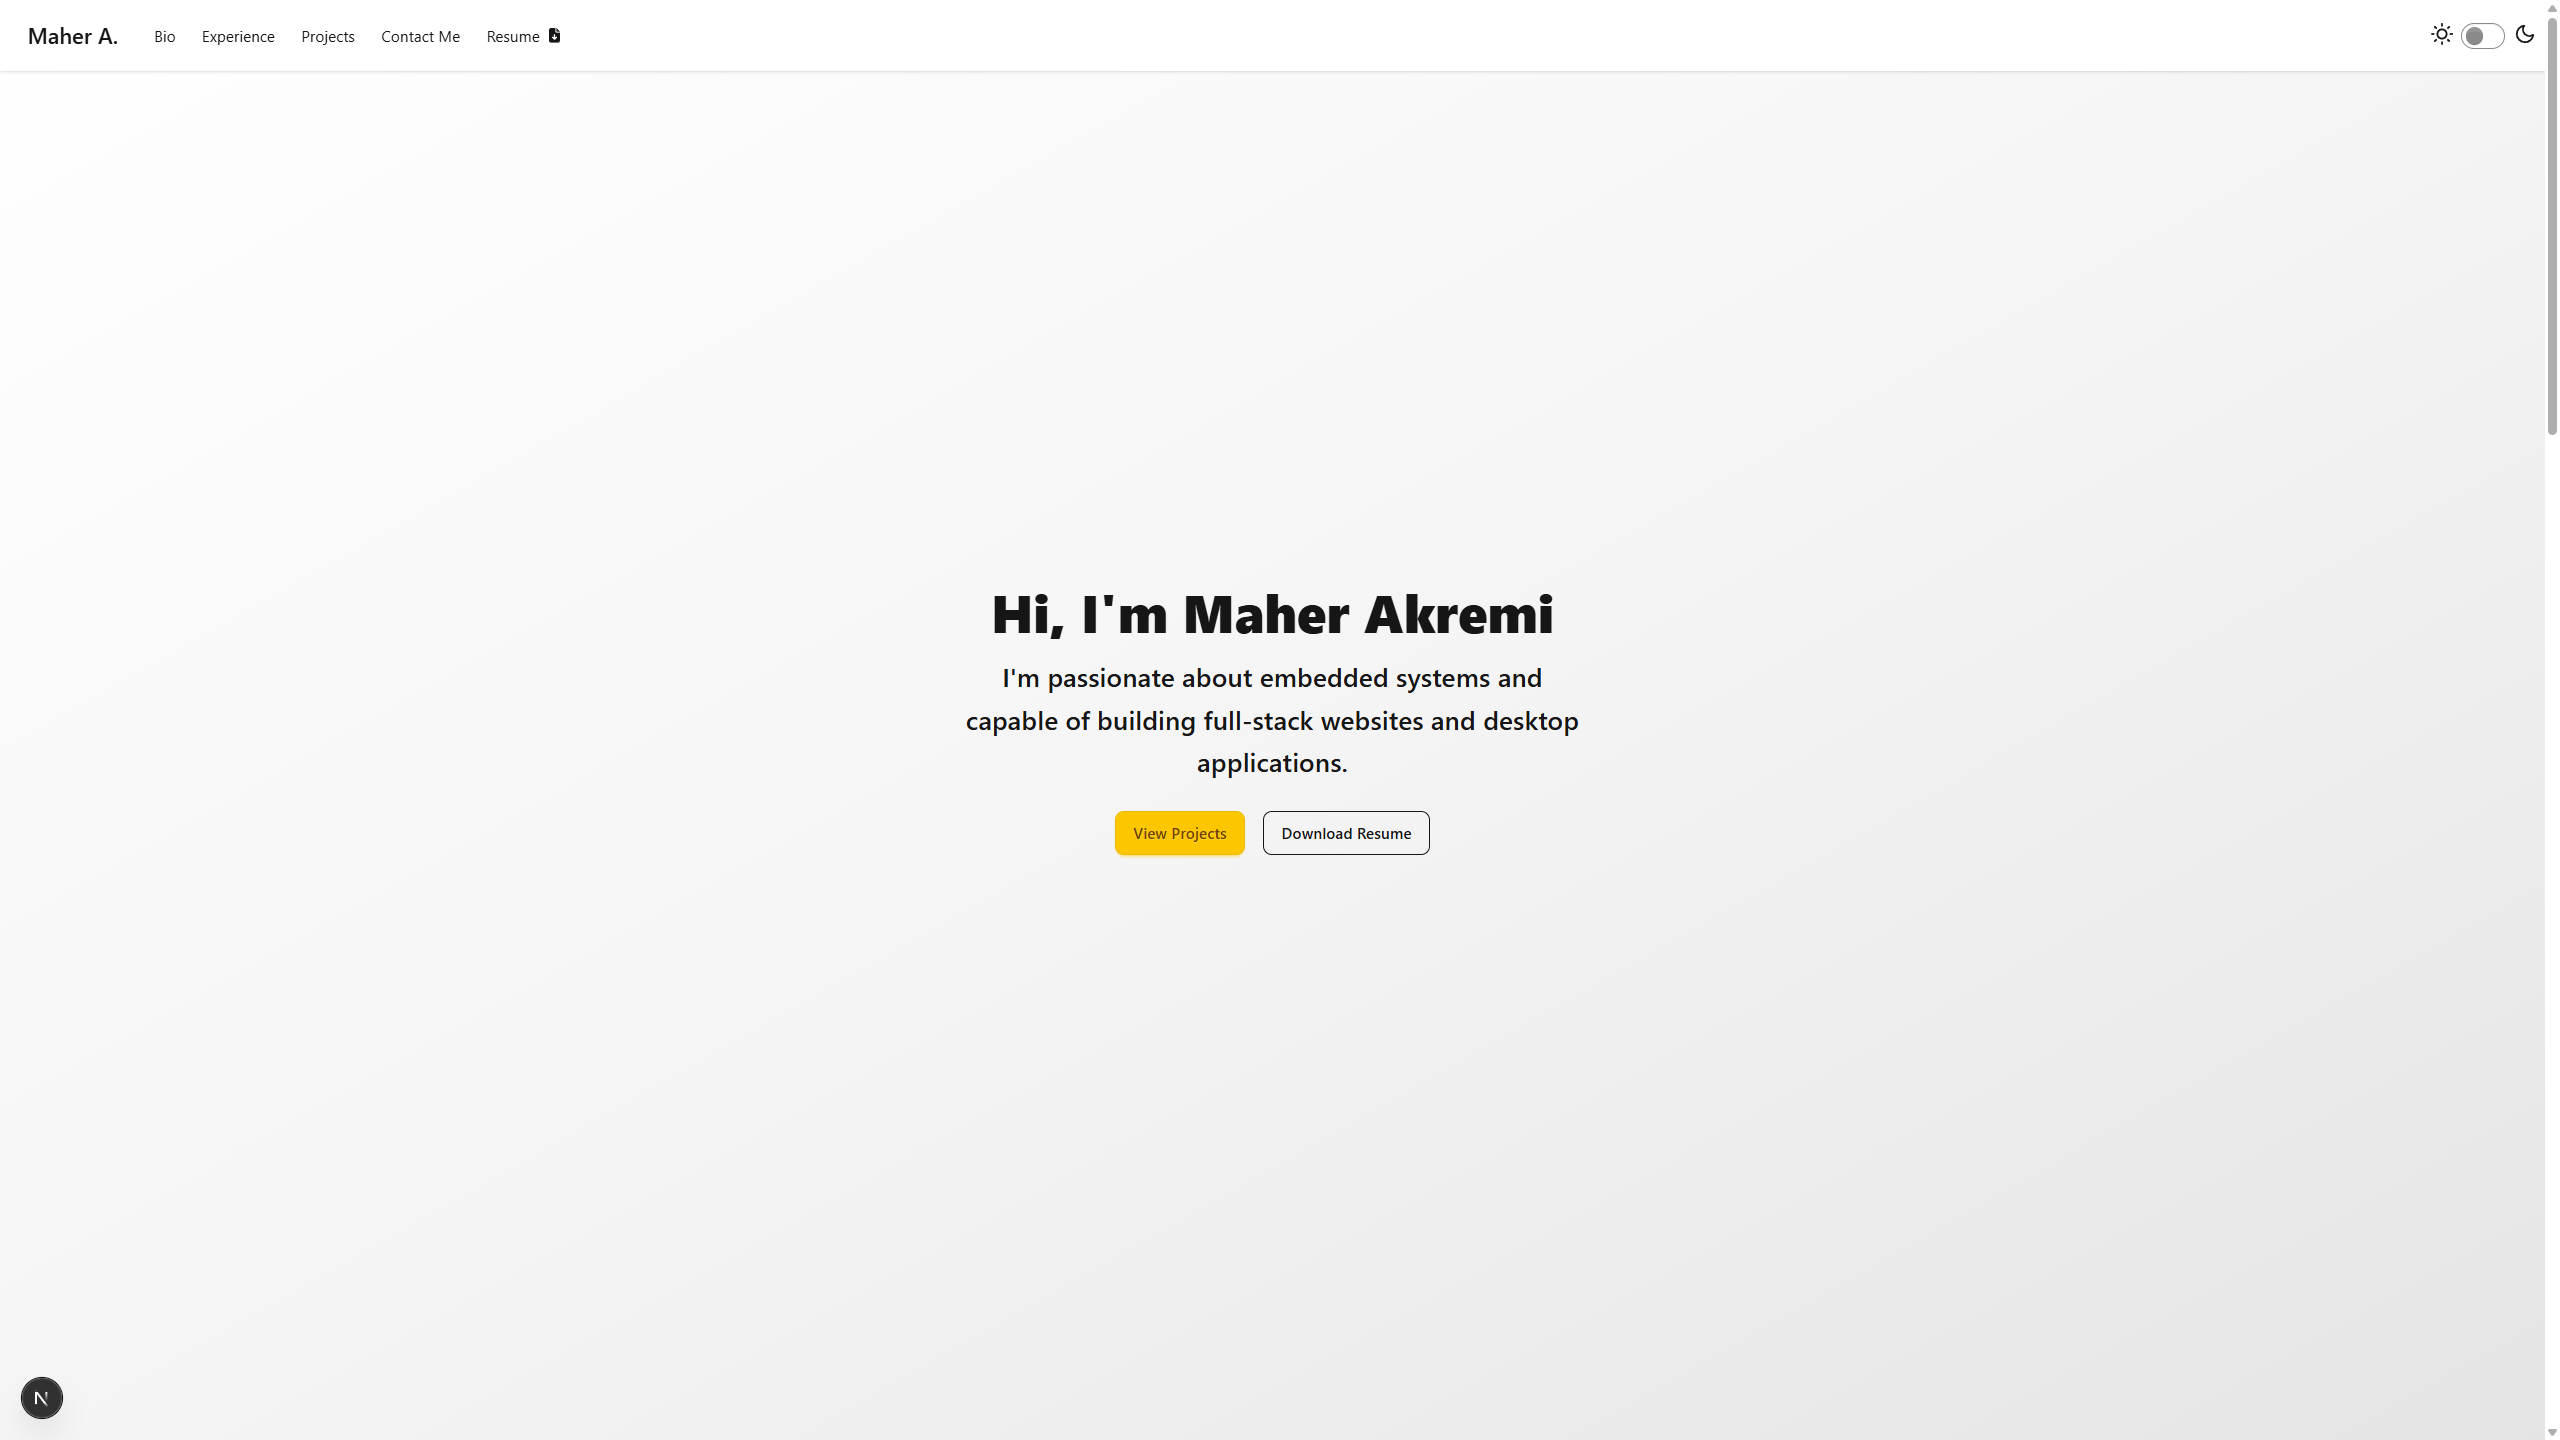 Maher A.
Bio
Experience
Projects
Contact Me
Resume
Hi, I'm Maher Akremi
I'm passionate about embedded systems and
capable of building full-stack websites and desktop
applications.
View Projects
Download Resume
N